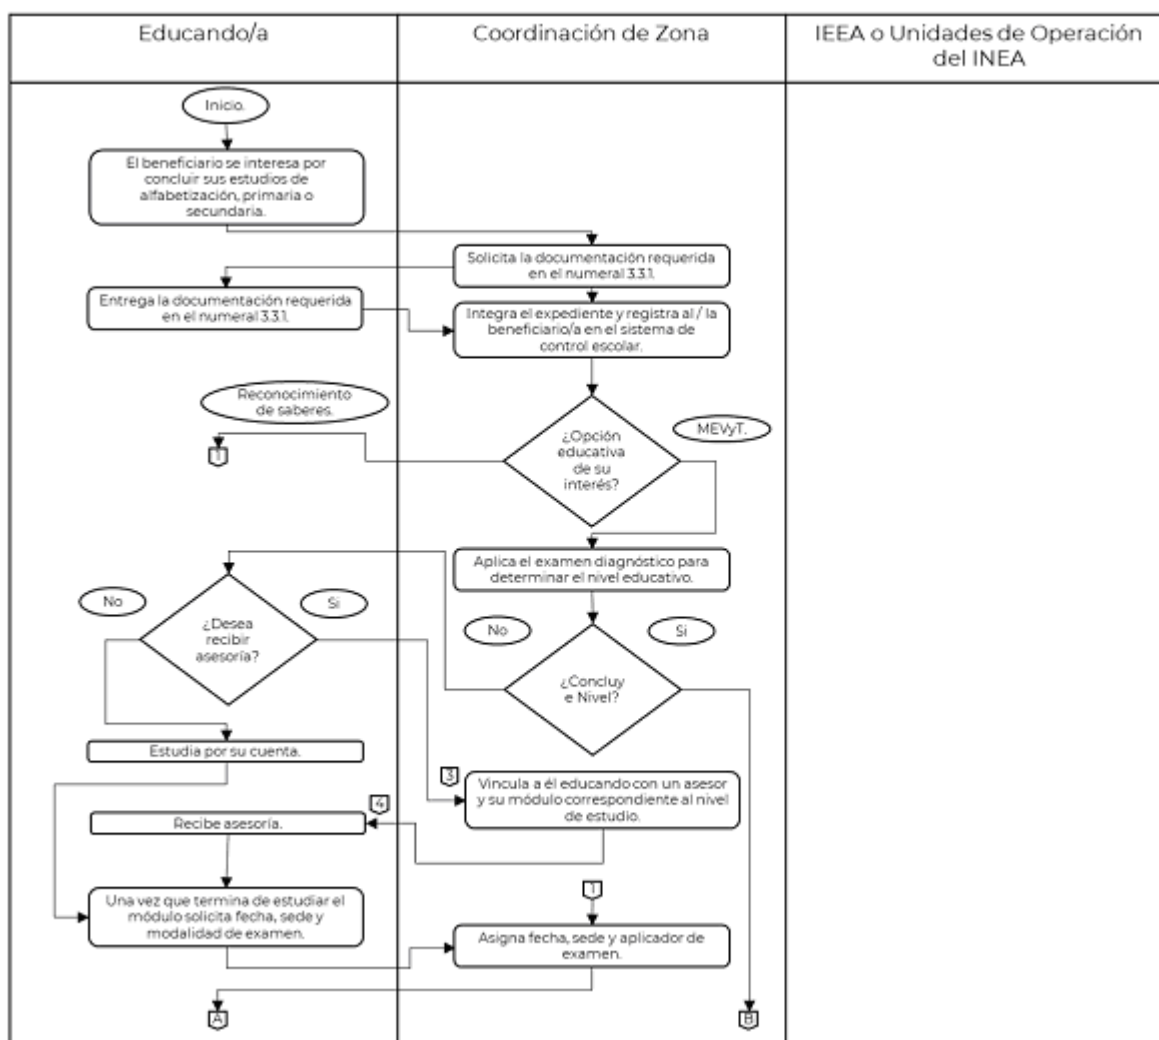 Educando/a
Coordinación de Zona
IEEA o Unidades de Operación
del INEA
Inicio.
El beneficiario se interesa por
concluir sus estudios de
alfabetización, primaria o
secundaria.
Solicita la documentación requerida
en el numeral 3.3.1.
Entrega la documentación requerida
en el numeral 3.3.1.
Integra el expediente y registra al / la
beneficiario/a en el sistema de
control escolar.
Reconocimiento
de saberes.
¿Opción
educativa
de su
interés?
MEVyT.
1
Aplica el examen diagnóstico para
determinar el nivel educativo.
No
¿Desea
recibir
asesoría?
Si
No
¿Concluy
e Nivel?
Si
Estudia por su cuenta.
3
Vincula a él educando con un asesor
y su módulo correspondiente al nivel
de estudio.
4
Recibe asesoría.
Una vez que termina de estudiar el
módulo solicita fecha, sede y
modalidad de examen.
1
Asigna fecha, sede y aplicador de
examen.
A
B